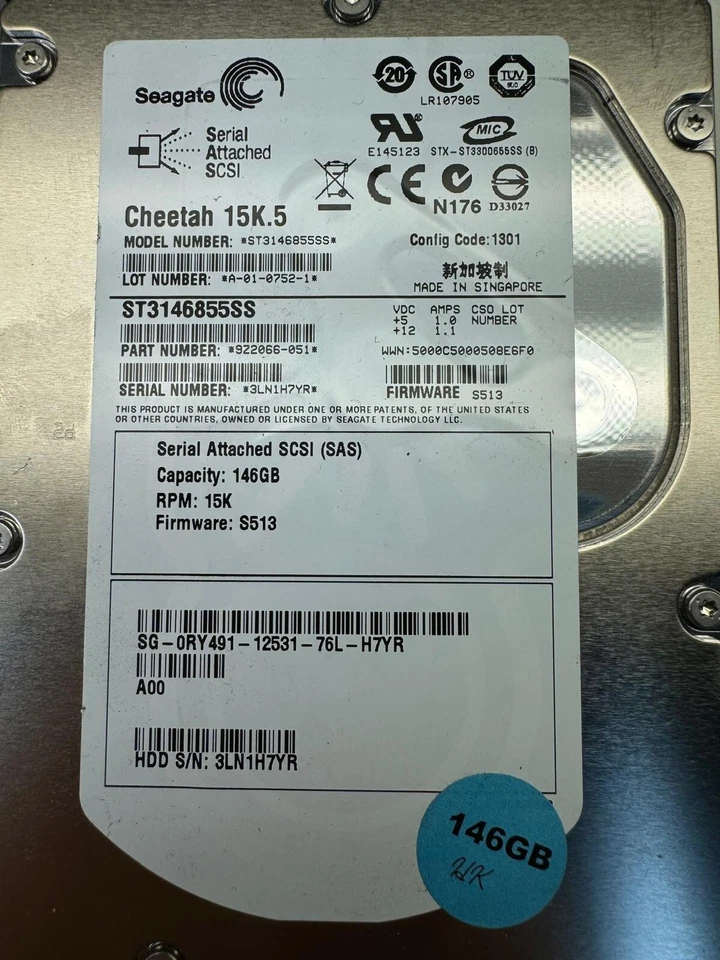 Seagate
20
SA®
TÜV
LR107905
Serial
Attached
SCSI
MIC
E145123 STX-ST3300655SS (B)
CE
N176 D33027
Cheetah 15K.5
MODEL NUMBER: *ST3146855SS*
Config Code:1301
LOT NUMBER: *A-01-0752-1*
新加坡制
MADE IN SINGAPORE
ST3146855SS
VDC AMPS CSO LOT
+5 1.0 NUMBER
+12 1.1
PART NUMBER: *9Z2066-051*
WWN:5000C5000508E6F0
SERIAL NUMBER: *3LN1H7YR*
FIRMWARE S513
THIS PRODUCT IS MANUFACTURED UNDER ONE OR MORE PATENTS, OF THE UNITED STATES
OR OTHER COUNTRIES, OWNED OR LICENSED BY SEAGATE TECHNOLOGY LLC.
Serial Attached SCSI (SAS)
Capacity: 146GB
RPM: 15K
Firmware: S513
SG-0RY491-12531-76L-H7YR
A00
HDD S/N: 3LN1H7YR
146GB